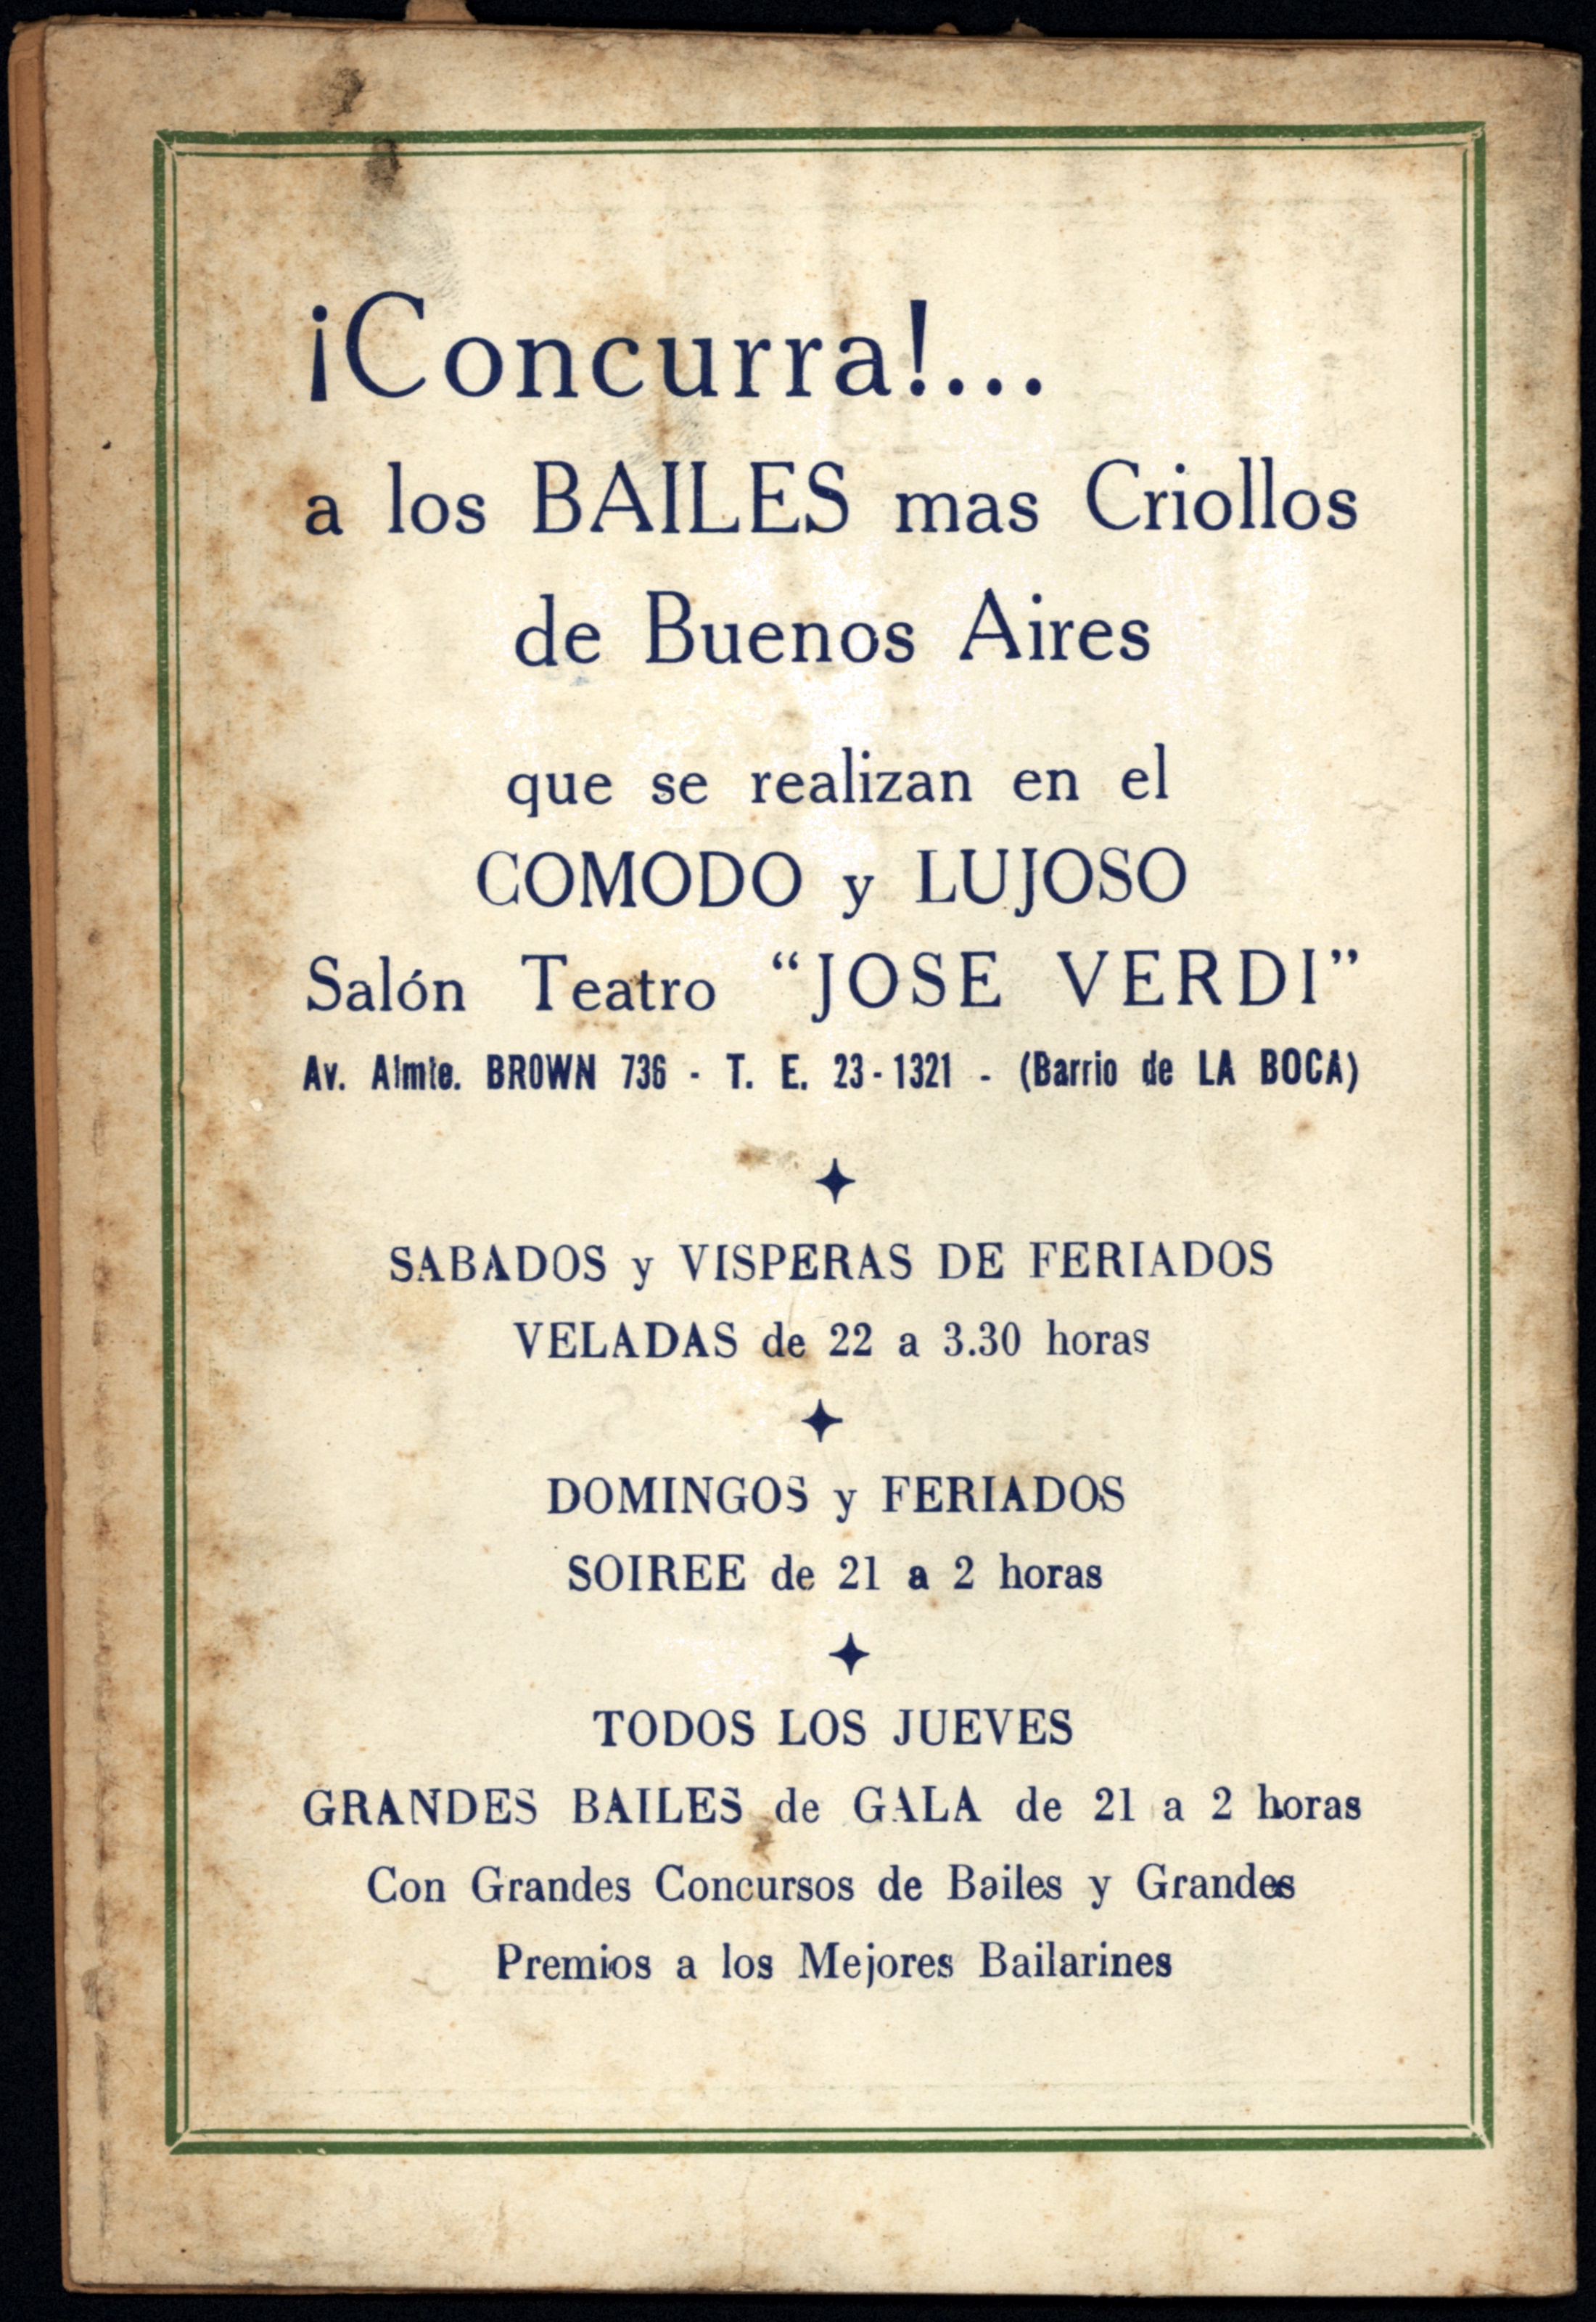 ¡Concurra!...
a los BAILES mas Criollos
de Buenos Aires
que se realizan en el
COMODO y LUJOSO
Salón Teatro “JOSE VERDI”
Av. Almte. BROWN 736 - T. E. 23-1321 - (Barrio de LA BOCA)
SABADOS y VISPERAS DE FERIADOS
VELADAS de 22 a 3.30 horas
DOMINGOS y FERIADOS
SOIREE de 21 a 2 horas
TODOS LOS JUEVES
GRANDES BAILES de GALA de 21 a 2 horas
Con Grandes Concursos de Bailes y Grandes
Premios a los Mejores Bailarines